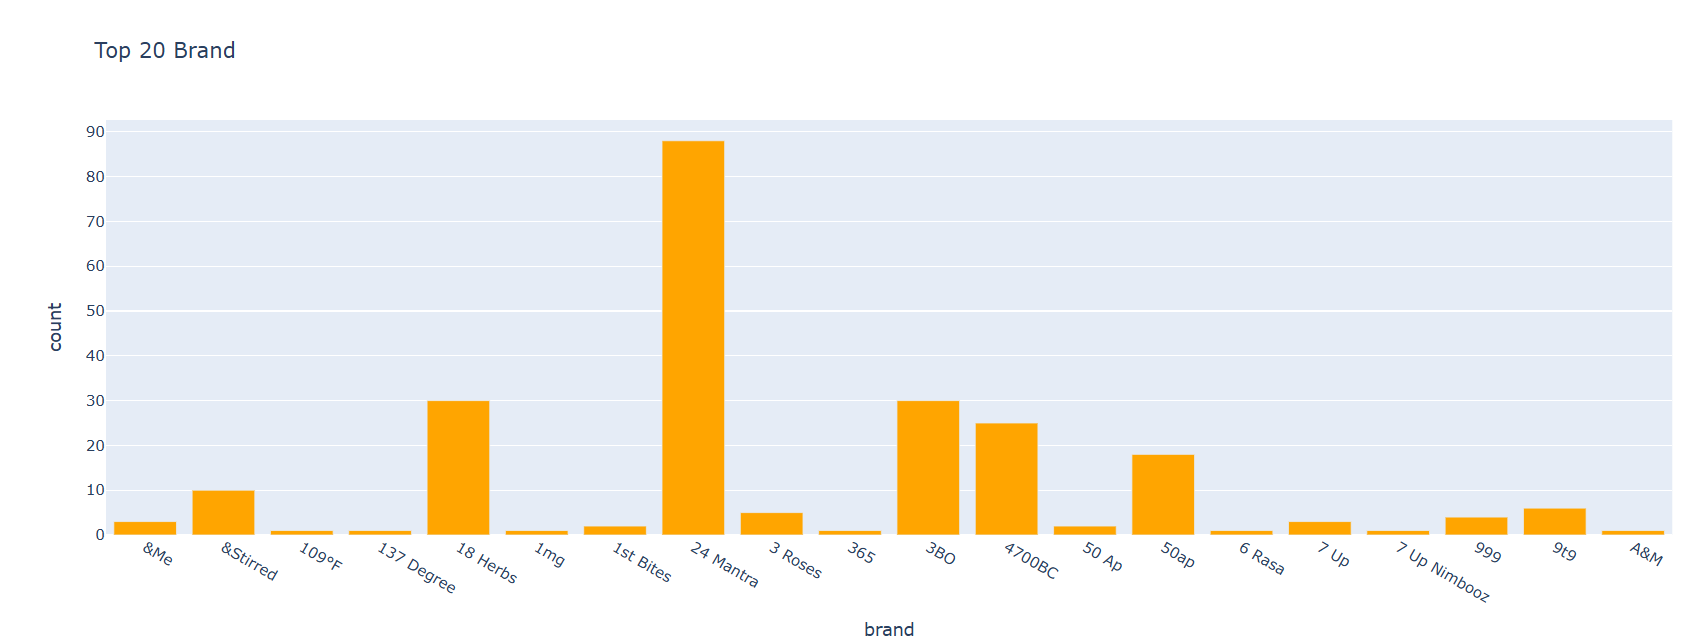 Top 20 Brand
90
80
70
60
50
40
30
20
10
0
count
&Me
&Stirred
109°F
137 Degree
18 Herbs
1mg
1st Bites
24 Mantra
3 Roses
365
3BO
4700BC
50 Ap
50ap
6 Rasa
7 Up
7 Up Nimbooz
999
9t9
A&M
brand